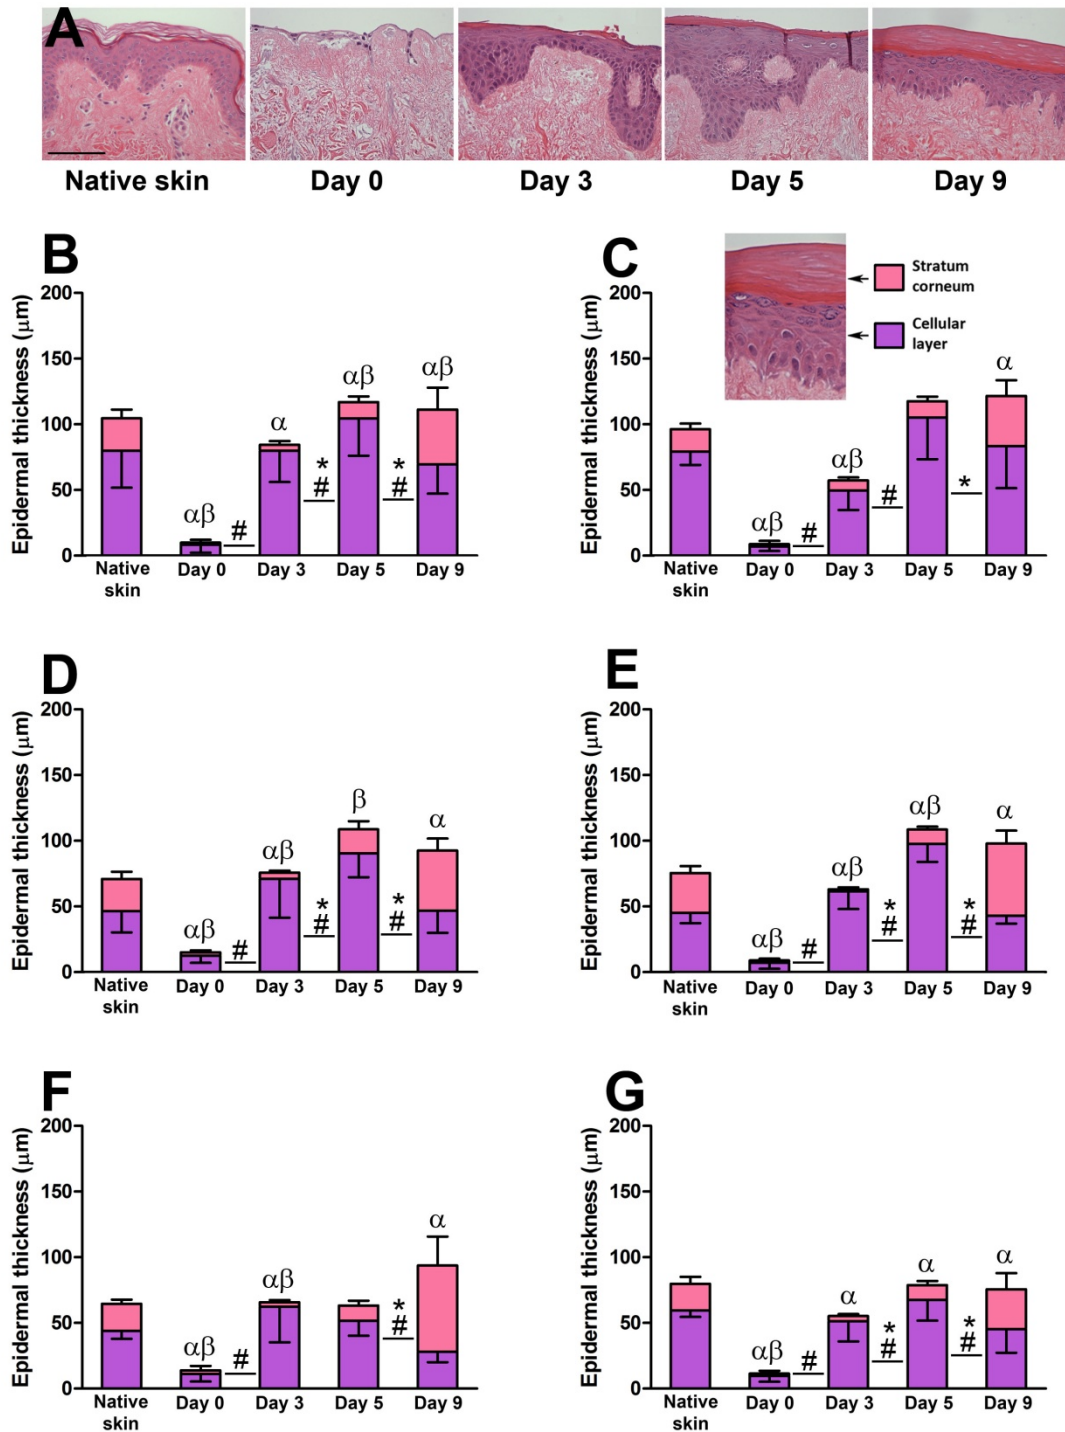 A
Native skin Day 0 Day 3 Day 5 Day 9
B
Epidermal thickness (μm)
200
150
100
50
0
αβ
#
α
*
#
αβ
*
#
αβ
Native skin Day 0 Day 3 Day 5 Day 9
C
Stratum corneum
Cellular layer
Epidermal thickness (μm)
200
150
100
50
0
αβ
#
αβ
#
*
α
Native skin Day 0 Day 3 Day 5 Day 9
D
Epidermal thickness (μm)
200
150
100
50
0
αβ
#
αβ
*
#
β
*
#
α
Native skin Day 0 Day 3 Day 5 Day 9
E
Epidermal thickness (μm)
200
150
100
50
0
αβ
#
αβ
*
#
αβ
*
#
α
Native skin Day 0 Day 3 Day 5 Day 9
F
Epidermal thickness (μm)
200
150
100
50
0
αβ
#
αβ
*
#
α
Native skin Day 0 Day 3 Day 5 Day 9
G
Epidermal thickness (μm)
200
150
100
50
0
αβ
#
α
*
#
α
*
#
α
Native skin Day 0 Day 3 Day 5 Day 9